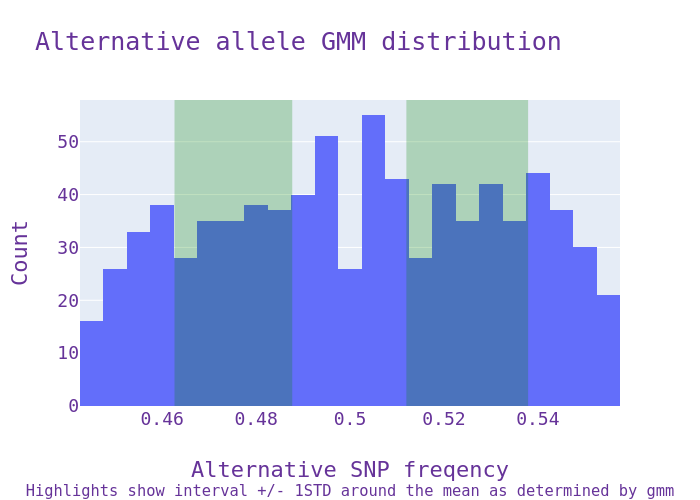 Alternative allele GMM distribution
50
40
30
20
10
0
Count
0.46 0.48 0.5 0.52 0.54
Alternative SNP freqency
Highlights show interval +/- 1STD around the mean as determined by gmm